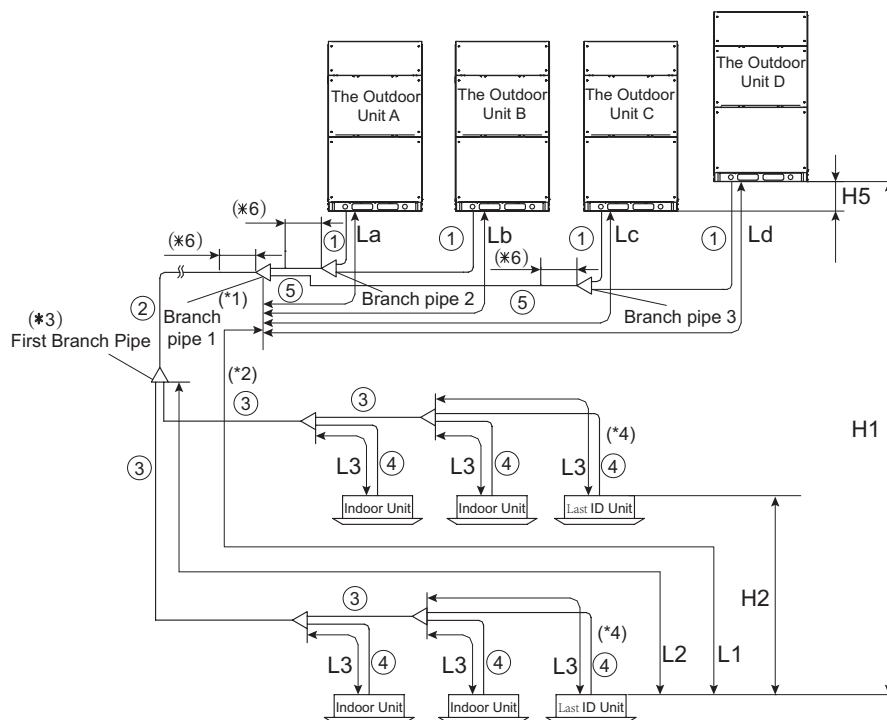 The Outdoor
Unit A
The Outdoor
Unit B
The Outdoor
Unit C
The Outdoor
Unit D
H5
(※6)
(※6)
①
La
①
Lb
(※6)
①
Lc
①
Ld
②
(*1)
⑤
Branch pipe 2
⑤
Branch pipe 3
Branch
pipe 1
(※3)
First Branch Pipe
(*2)
③
③
③
(*4)
H1
L3
④
L3
④
L3
④
Indoor Unit
Indoor Unit
Last ID Unit
H2
③
(*4)
L3
④
L3
④
L3
④
L2
L1
Indoor Unit
Indoor Unit
Last ID Unit